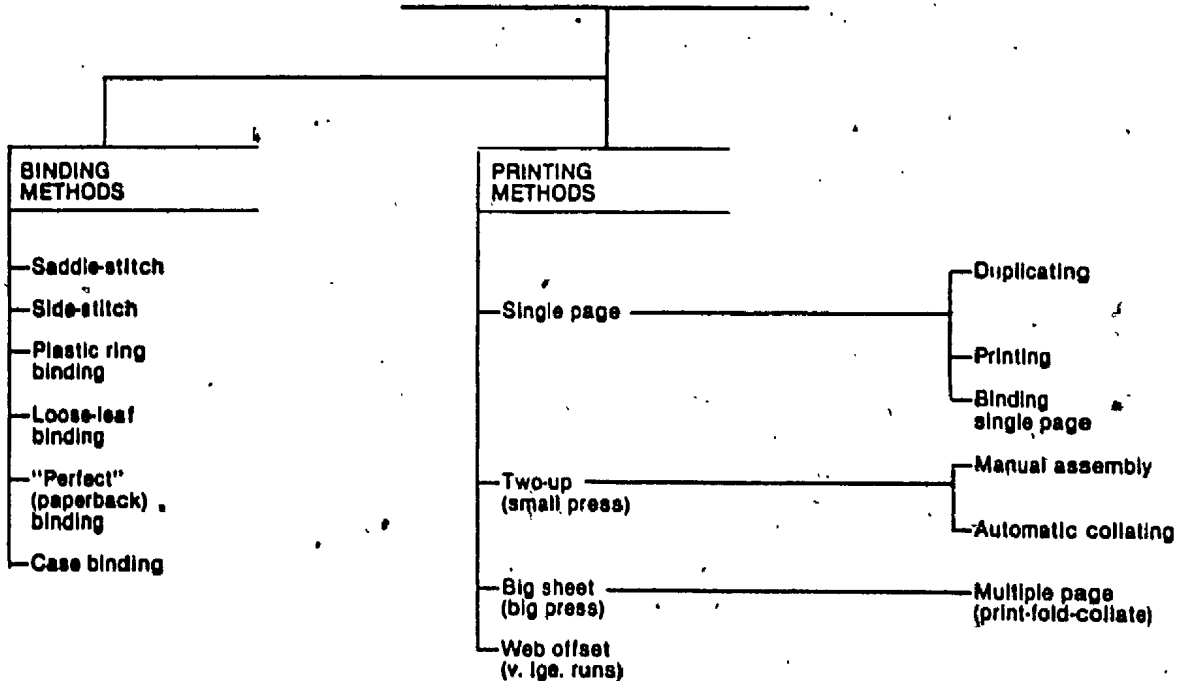 BINDING
METHODS
Saddle-stitch
Side-stitch
Plastic ring
binding
Loose-leaf
binding
"Perfect"
(paperback)
binding
Case binding
PRINTING
METHODS
Single page
Duplicating
Printing
Binding
single page
Two-up
(small press)
Manual assembly
Automatic collating
Big sheet
(big press)
Multiple page
(print-fold-collate)
Web offset
(v. lge. runs)